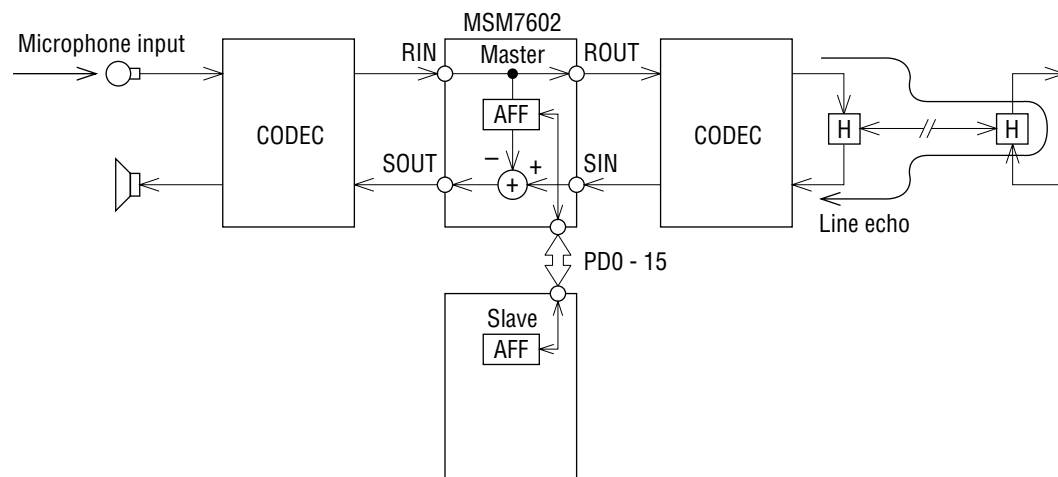 MSM7602
Microphone input
RIN
Master
ROUT
AFF
CODEC
CODEC
H
H
SOUT
−
+
+
SIN
Line echo
PD0 - 15
Slave
AFF